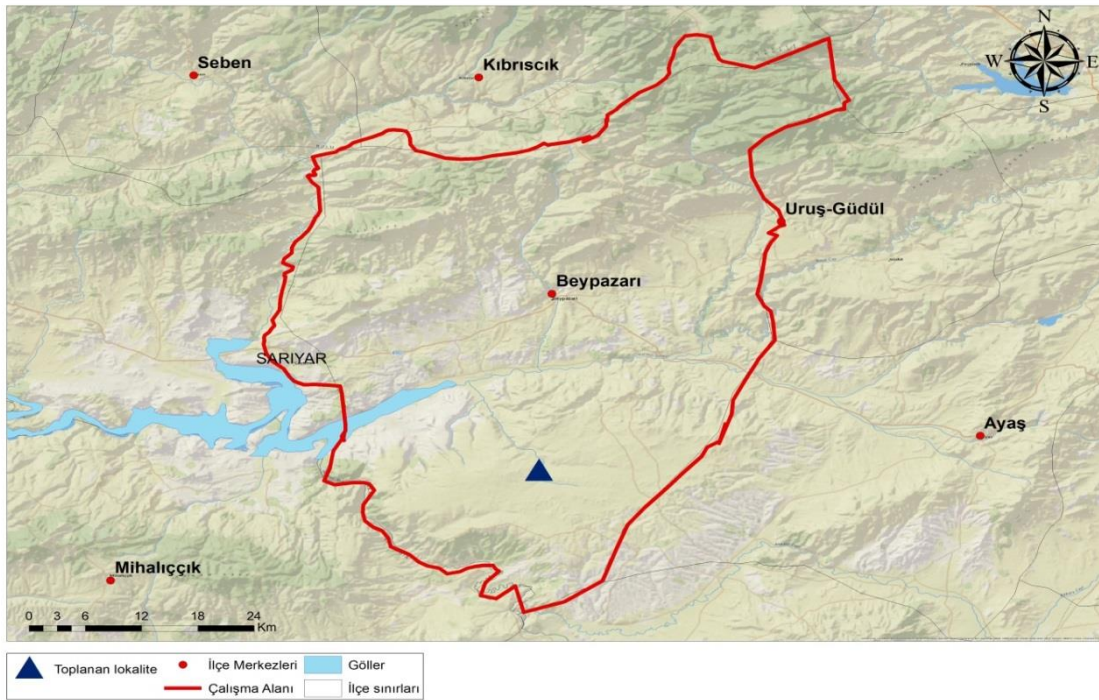 N
Seben
Kıbrıscık
W
E
S
Uruş-Güdül
Beypazarı
SARIYAR
Ayaş
Mihalıççık
0 3 6 12 18 24
Km
Toplanan lokalite
İlçe Merkezleri
Göller
Çalışma Alanı
İlçe sınırları